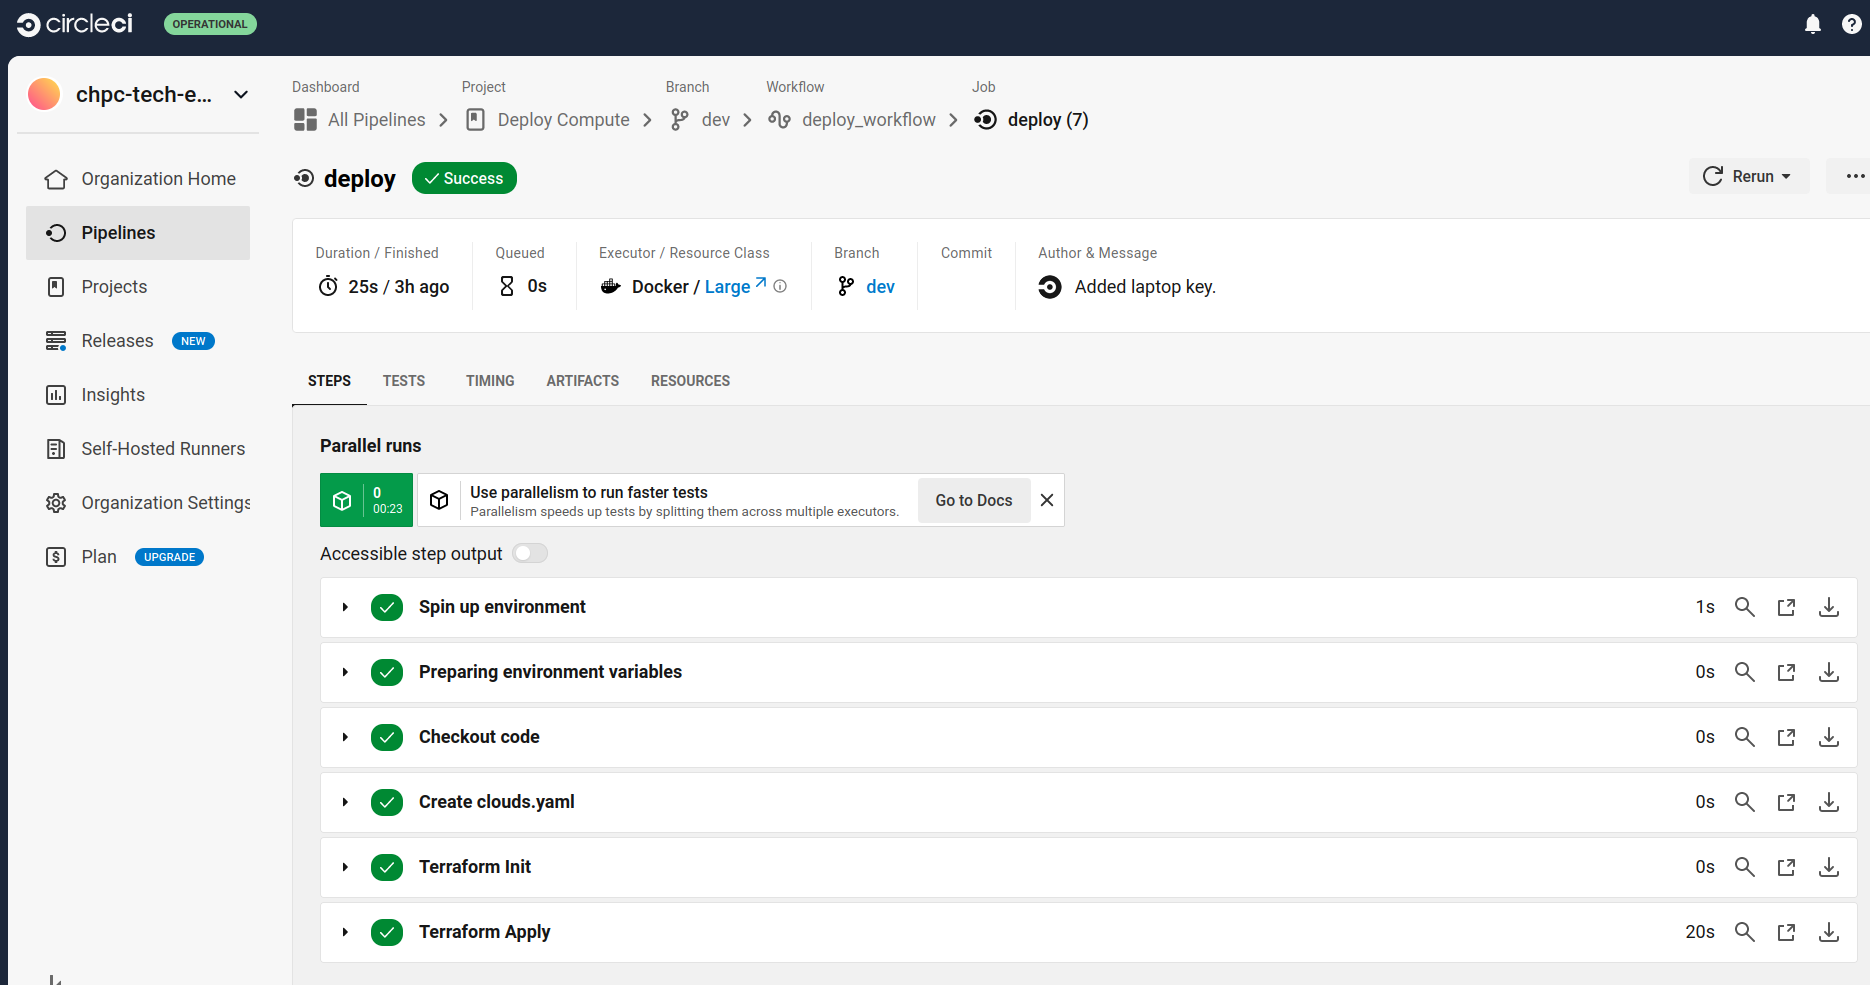 circleci OPERATIONAL
chpc-tech-e...
Organization Home
Pipelines
Projects
Releases NEW
Insights
Self-Hosted Runners
Organization Settings
Plan UPGRADE
Dashboard Project Branch Workflow Job
All Pipelines Deploy Compute dev deploy_workflow deploy (7)
deploy Success Rerun
Duration / Finished Queued Executor / Resource Class Branch Commit Author & Message
25s / 3h ago 0s Docker / Large dev Added laptop key.
STEPS TESTS TIMING ARTIFACTS RESOURCES
Parallel runs
0
00:23
Use parallelism to run faster tests
Parallelism speeds up tests by splitting them across multiple executors.
Go to Docs
Accessible step output
Spin up environment 1s
Preparing environment variables 0s
Checkout code 0s
Create clouds.yaml 0s
Terraform Init 0s
Terraform Apply 20s